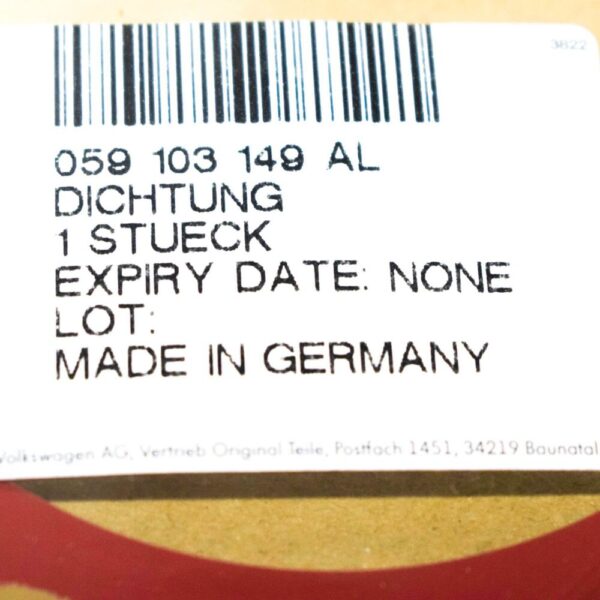 3822
059 103 149 AL
DICHTUNG
1 STUECK
EXPIRY DATE: NONE
LOT:
MADE IN GERMANY
Volkswagen AG, Vertrieb Original Teile, Postfach 1451, 34219 Baunatal